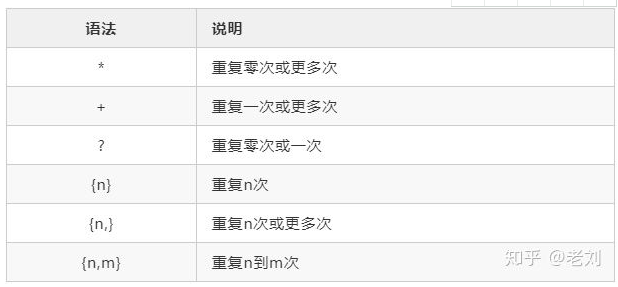 语法 说明
* 重复零次或更多次
+ 重复一次或更多次
? 重复零次或一次
{n} 重复n次
{n,} 重复n次或更多次
{n,m} 重复n到m次
知乎 @老刘